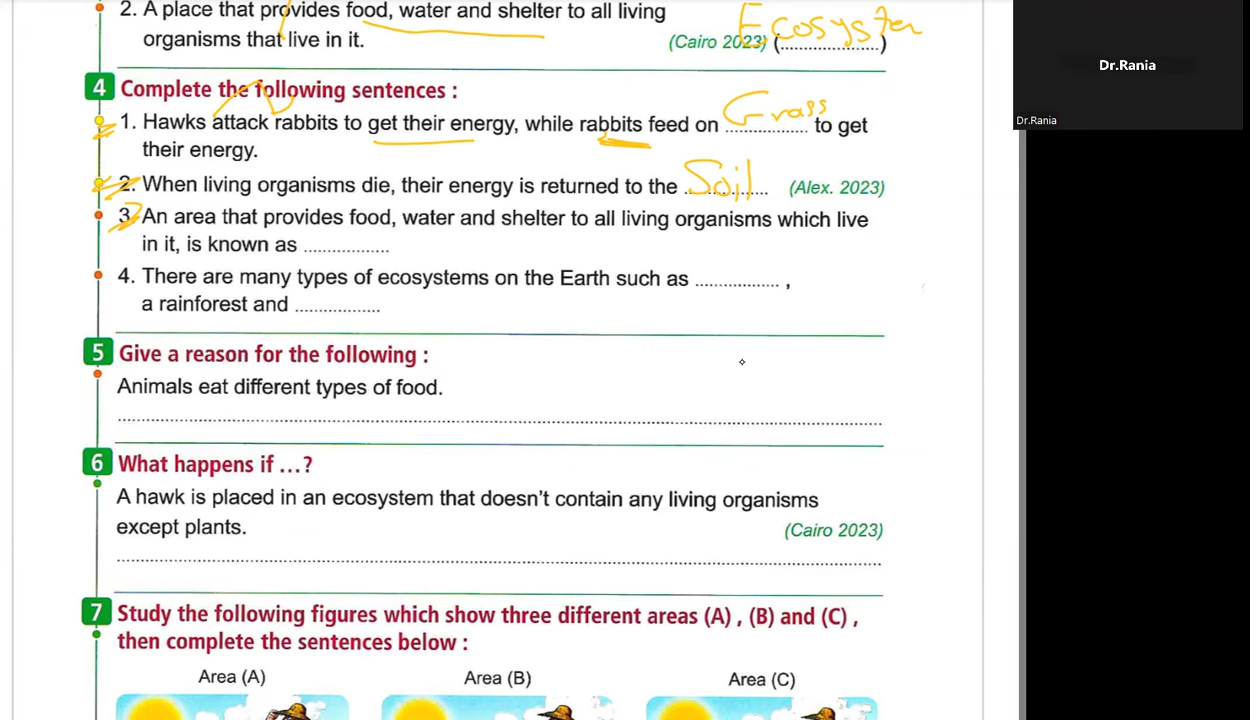 2. A place that provides food, water and shelter to all living
organisms that live in it. (Cairo 2023) (....................) Ecosyste
4 Complete the following sentences :
1. Hawks attack rabbits to get their energy, while rabbits feed on Grass to get
their energy.
2. When living organisms die, their energy is returned to the Soil (Alex. 2023)
3. An area that provides food, water and shelter to all living organisms which live
in it, is known as ................
4. There are many types of ecosystems on the Earth such as ................ ,
a rainforest and ................
5 Give a reason for the following :
Animals eat different types of food.
6 What happens if ...?
A hawk is placed in an ecosystem that doesn't contain any living organisms
except plants. (Cairo 2023)
7 Study the following figures which show three different areas (A) , (B) and (C) ,
then complete the sentences below :
Area (A) Area (B) Area (C)
Dr.Rania
Dr.Rania